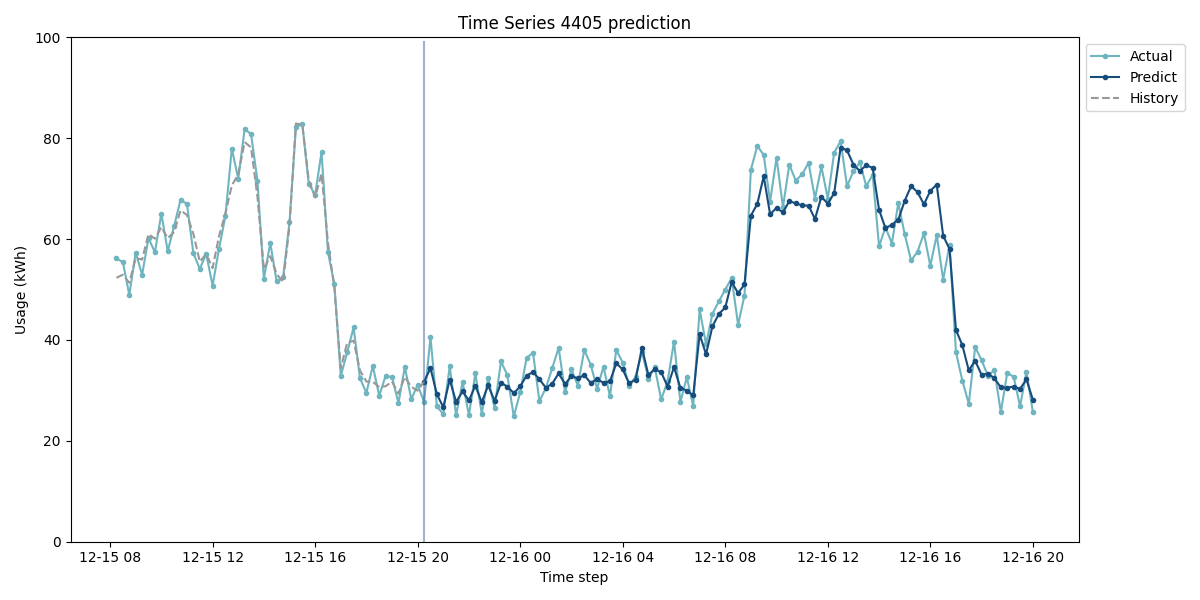 Time Series 4405 prediction
Usage (kWh)
100
80
60
40
20
0
12-15 08
12-15 12
12-15 16
12-15 20
12-16 00
12-16 04
12-16 08
12-16 12
12-16 16
12-16 20
Time step
Actual
Predict
History